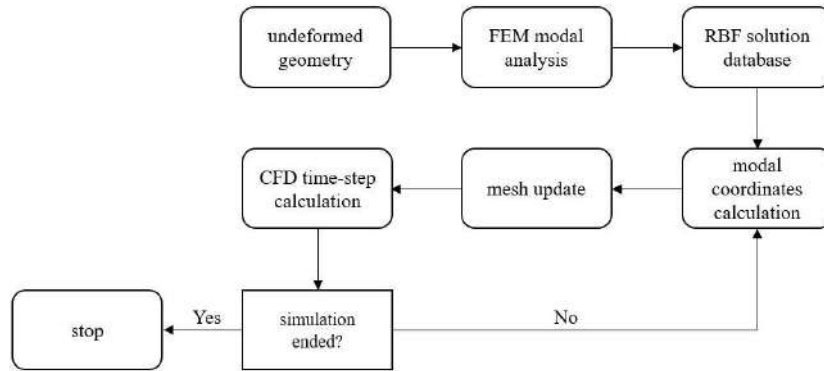 undeformed
geometry
FEM modal
analysis
RBF solution
database
modal
coordinates
calculation
mesh update
CFD time-step
calculation
simulation
ended?
Yes
stop
No